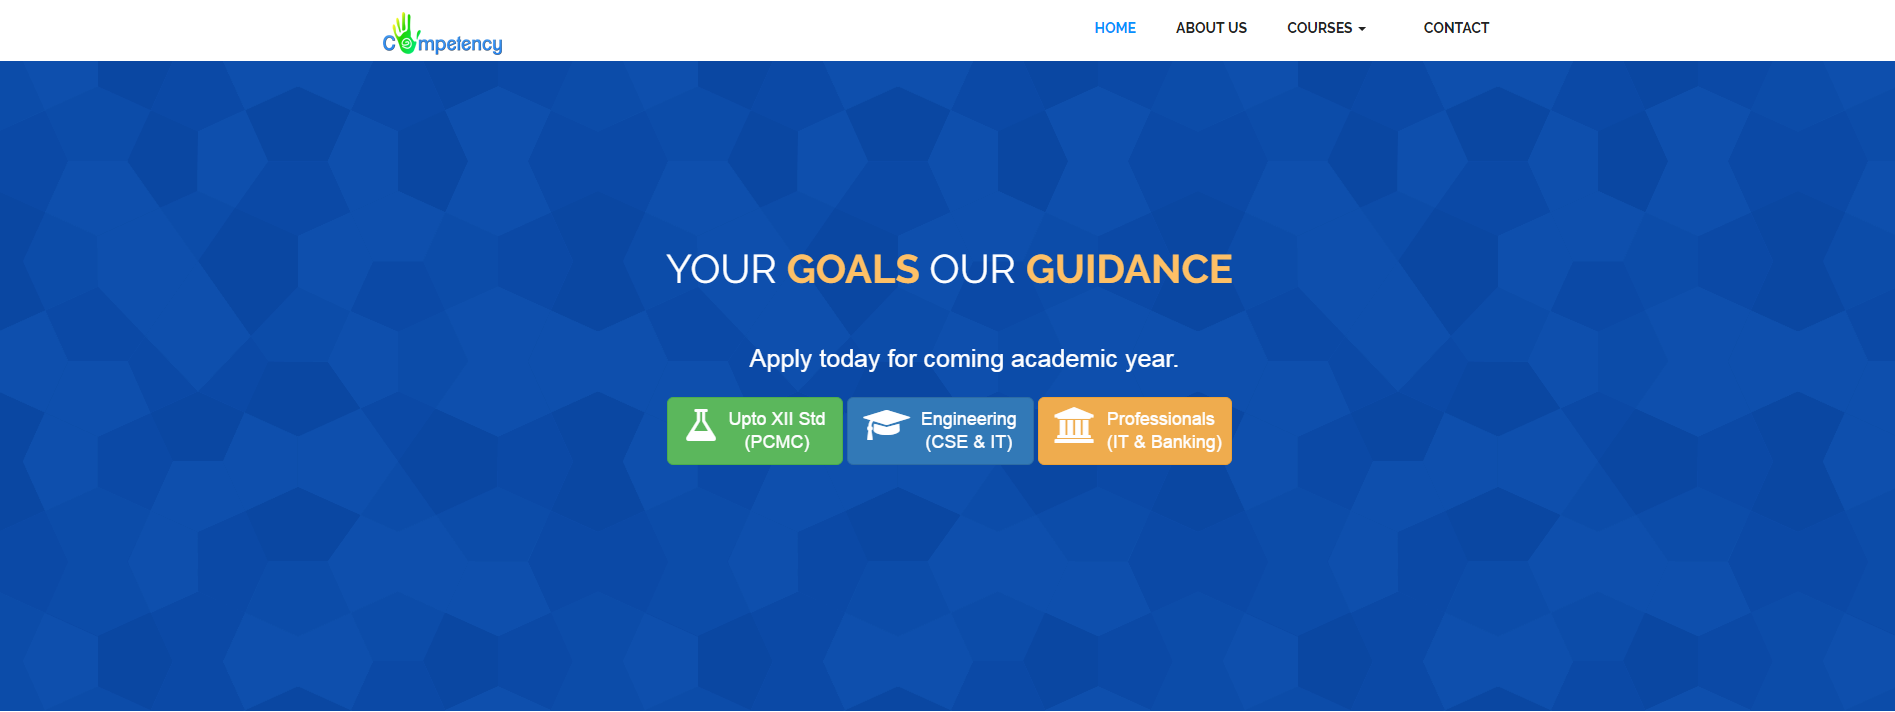 Competency
HOME ABOUT US COURSES CONTACT
YOUR GOALS OUR GUIDANCE
Apply today for coming academic year.
Upto XII Std
(PCMC)
Engineering
(CSE & IT)
Professionals
(IT & Banking)